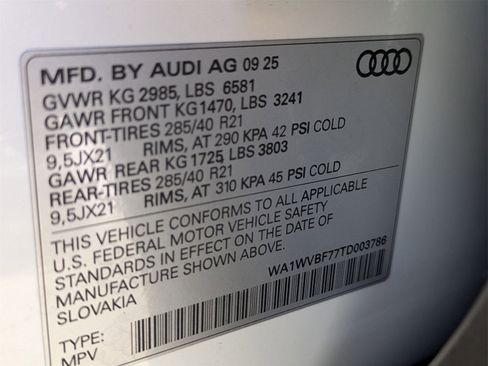 MFD. BY AUDI AG 09 25
GVWR KG 2985, LBS 6581
GAWR FRONT KG1470, LBS 3241
FRONT-TIRES 285/40 R21
9,5JX21 RIMS, AT 290 KPA 42 PSI COLD
GAWR REAR KG 1725, LBS 3803
REAR-TIRES 285/40 R21
9,5JX21 RIMS, AT 310 KPA 45 PSI COLD
THIS VEHICLE CONFORMS TO ALL APPLICABLE
U.S. FEDERAL MOTOR VEHICLE SAFETY
STANDARDS IN EFFECT ON THE DATE OF
MANUFACTURE SHOWN ABOVE.
SLOVAKIA
WA1WVBF77TD003786
TYPE:
MPV